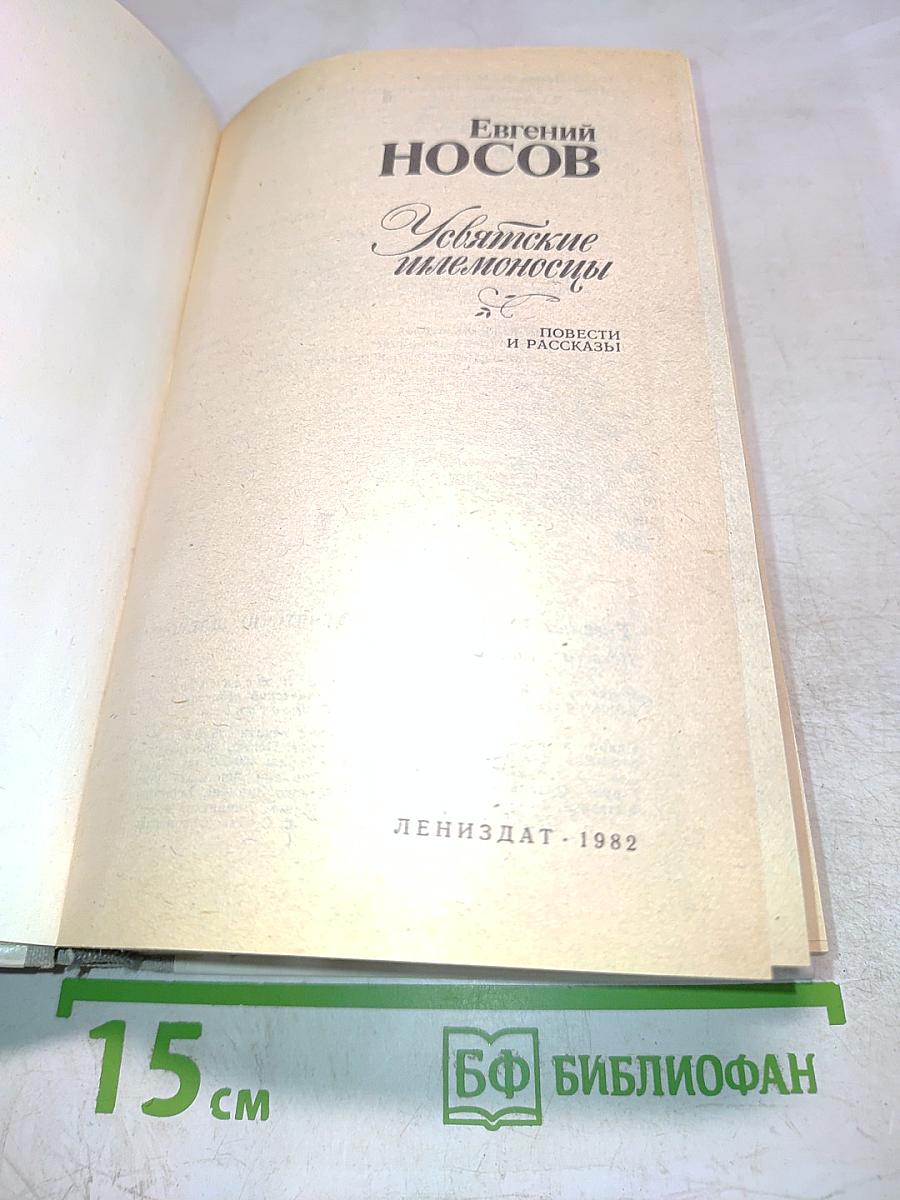 Евгений
НОСОВ
Усвятские
шлемоносцы
ПОВЕСТИ
И РАССКАЗЫ
ЛЕНИЗДАТ · 1982
15 см
БФ БИБЛИОФАН